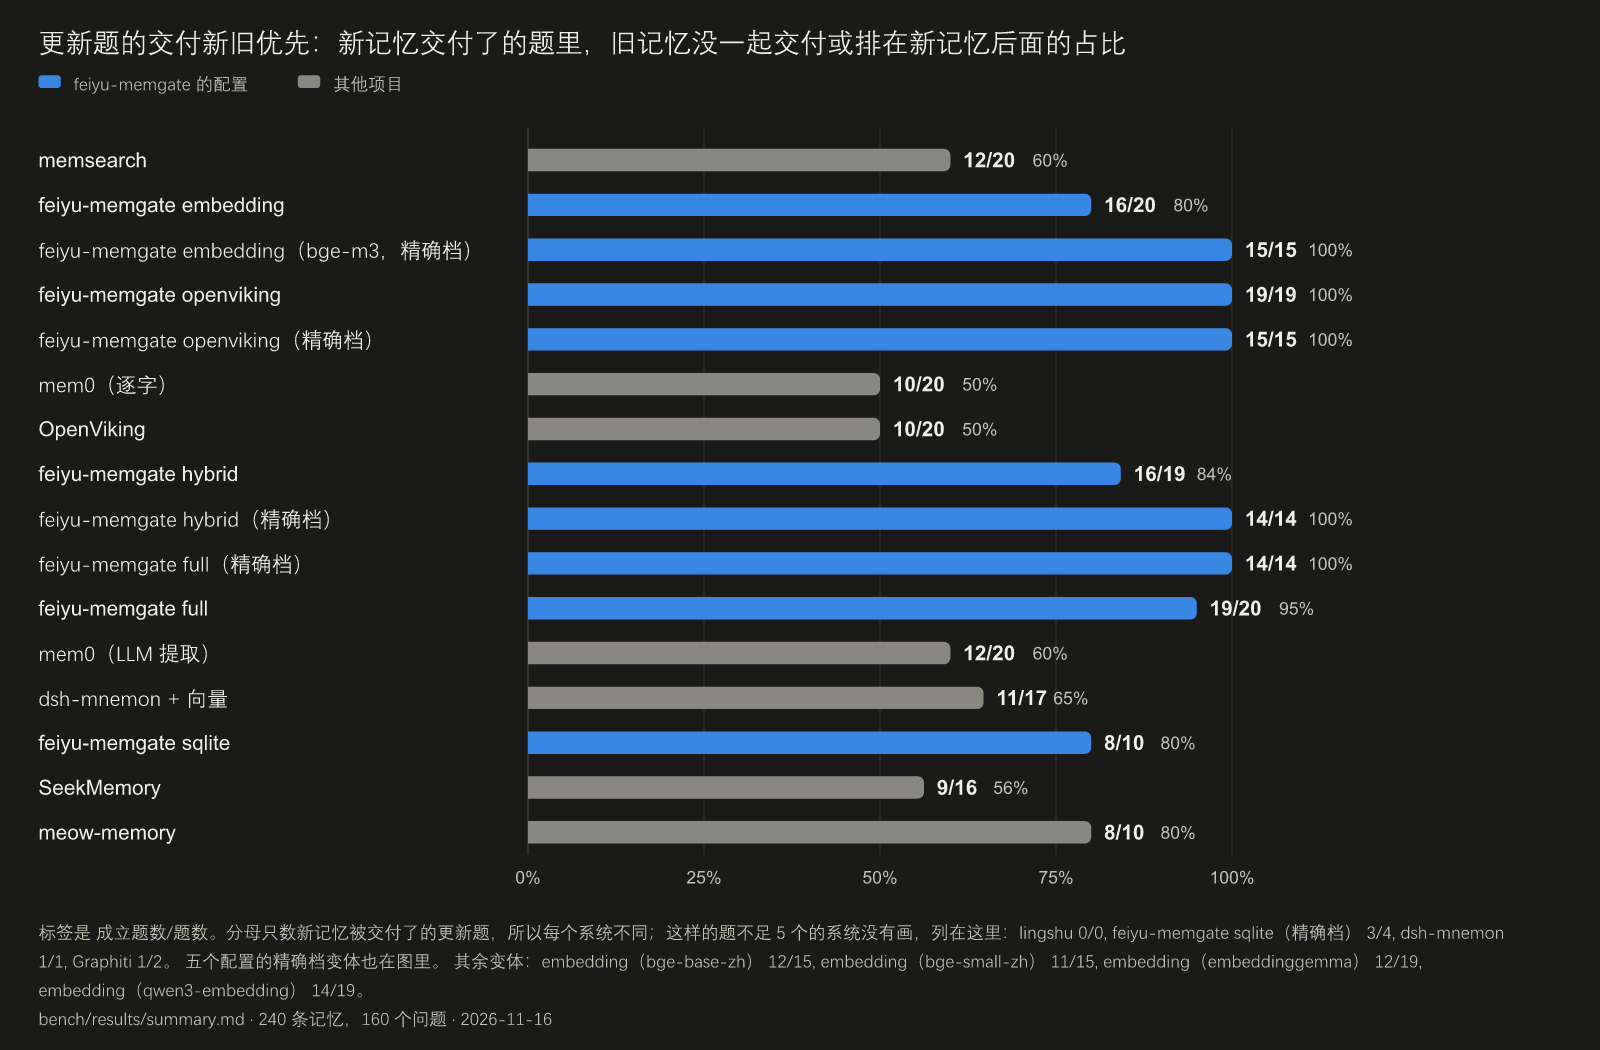 更新题的交付新旧优先：新记忆交付了的题里，旧记忆没一起交付或排在新记忆后面的占比
feiyu-memgate 的配置 其他项目
memsearch 12/20 60%
feiyu-memgate embedding 16/20 80%
feiyu-memgate embedding（bge-m3，精确档） 15/15 100%
feiyu-memgate openviking 19/19 100%
feiyu-memgate openviking（精确档） 15/15 100%
mem0（逐字） 10/20 50%
OpenViking 10/20 50%
feiyu-memgate hybrid 16/19 84%
feiyu-memgate hybrid（精确档） 14/14 100%
feiyu-memgate full（精确档） 14/14 100%
feiyu-memgate full 19/20 95%
mem0（LLM 提取） 12/20 60%
dsh-mnemon + 向量 11/17 65%
feiyu-memgate sqlite 8/10 80%
SeekMemory 9/16 56%
meow-memory 8/10 80%
0% 25% 50% 75% 100%
标签是 成立题数/题数。分母只数新记忆被交付了的更新题，所以每个系统不同；这样的题不足 5 个的系统没有画，列在这里：lingshu 0/0, feiyu-memgate sqlite（精确档） 3/4, dsh-mnemon
1/1, Graphiti 1/2。 五个配置的精确档变体也在图里。 其余变体：embedding（bge-base-zh） 12/15, embedding（bge-small-zh） 11/15, embedding（embeddinggemma） 12/19,
embedding（qwen3-embedding） 14/19。
bench/results/summary.md · 240 条记忆，160 个问题 · 2026-11-16